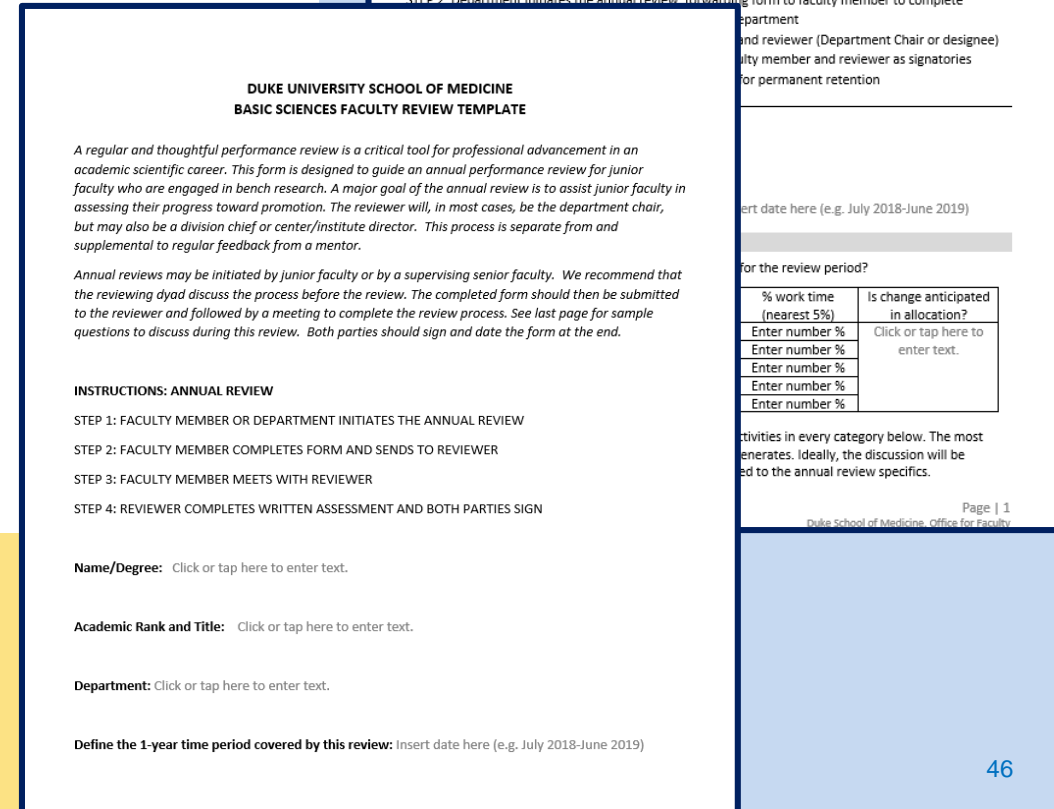 STEP 2: Department initiates the annual review, forwarding form to faculty member to complete
epartment
and reviewer (Department Chair or designee)
ulty member and reviewer as signatories
for permanent retention
ert date here (e.g. July 2018-June 2019)
for the review period?
% work time
(nearest 5%)
Is change anticipated
in allocation?
Enter number %
Enter number %
Enter number %
Enter number %
Enter number %
Click or tap here to
enter text.
ctivities in every category below. The most
enerates. Ideally, the discussion will be
ed to the annual review specifics.
Page | 1
Duke School of Medicine, Office for Faculty
DUKE UNIVERSITY SCHOOL OF MEDICINE
BASIC SCIENCES FACULTY REVIEW TEMPLATE
A regular and thoughtful performance review is a critical tool for professional advancement in an
academic scientific career. This form is designed to guide an annual performance review for junior
faculty who are engaged in bench research. A major goal of the annual review is to assist junior faculty in
assessing their progress toward promotion. The reviewer will, in most cases, be the department chair,
but may also be a division chief or center/institute director. This process is separate from and
supplemental to regular feedback from a mentor.
Annual reviews may be initiated by junior faculty or by a supervising senior faculty. We recommend that
the reviewing dyad discuss the process before the review. The completed form should then be submitted
to the reviewer and followed by a meeting to complete the review process. See last page for sample
questions to discuss during this review. Both parties should sign and date the form at the end.
INSTRUCTIONS: ANNUAL REVIEW
STEP 1: FACULTY MEMBER OR DEPARTMENT INITIATES THE ANNUAL REVIEW
STEP 2: FACULTY MEMBER COMPLETES FORM AND SENDS TO REVIEWER
STEP 3: FACULTY MEMBER MEETS WITH REVIEWER
STEP 4: REVIEWER COMPLETES WRITTEN ASSESSMENT AND BOTH PARTIES SIGN
Name/Degree: Click or tap here to enter text.
Academic Rank and Title: Click or tap here to enter text.
Department: Click or tap here to enter text.
Define the 1-year time period covered by this review: Insert date here (e.g. July 2018-June 2019)
46